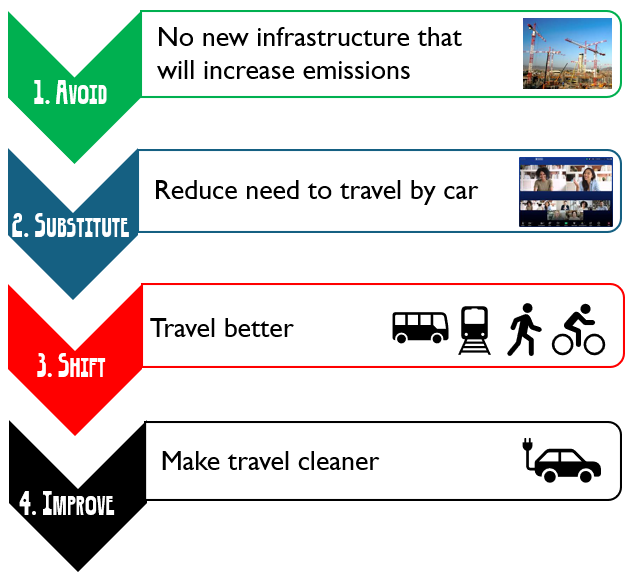 1. Avoid
No new infrastructure that
will increase emissions
2. Substitute
Reduce need to travel by car
3. Shift
Travel better
4. Improve
Make travel cleaner